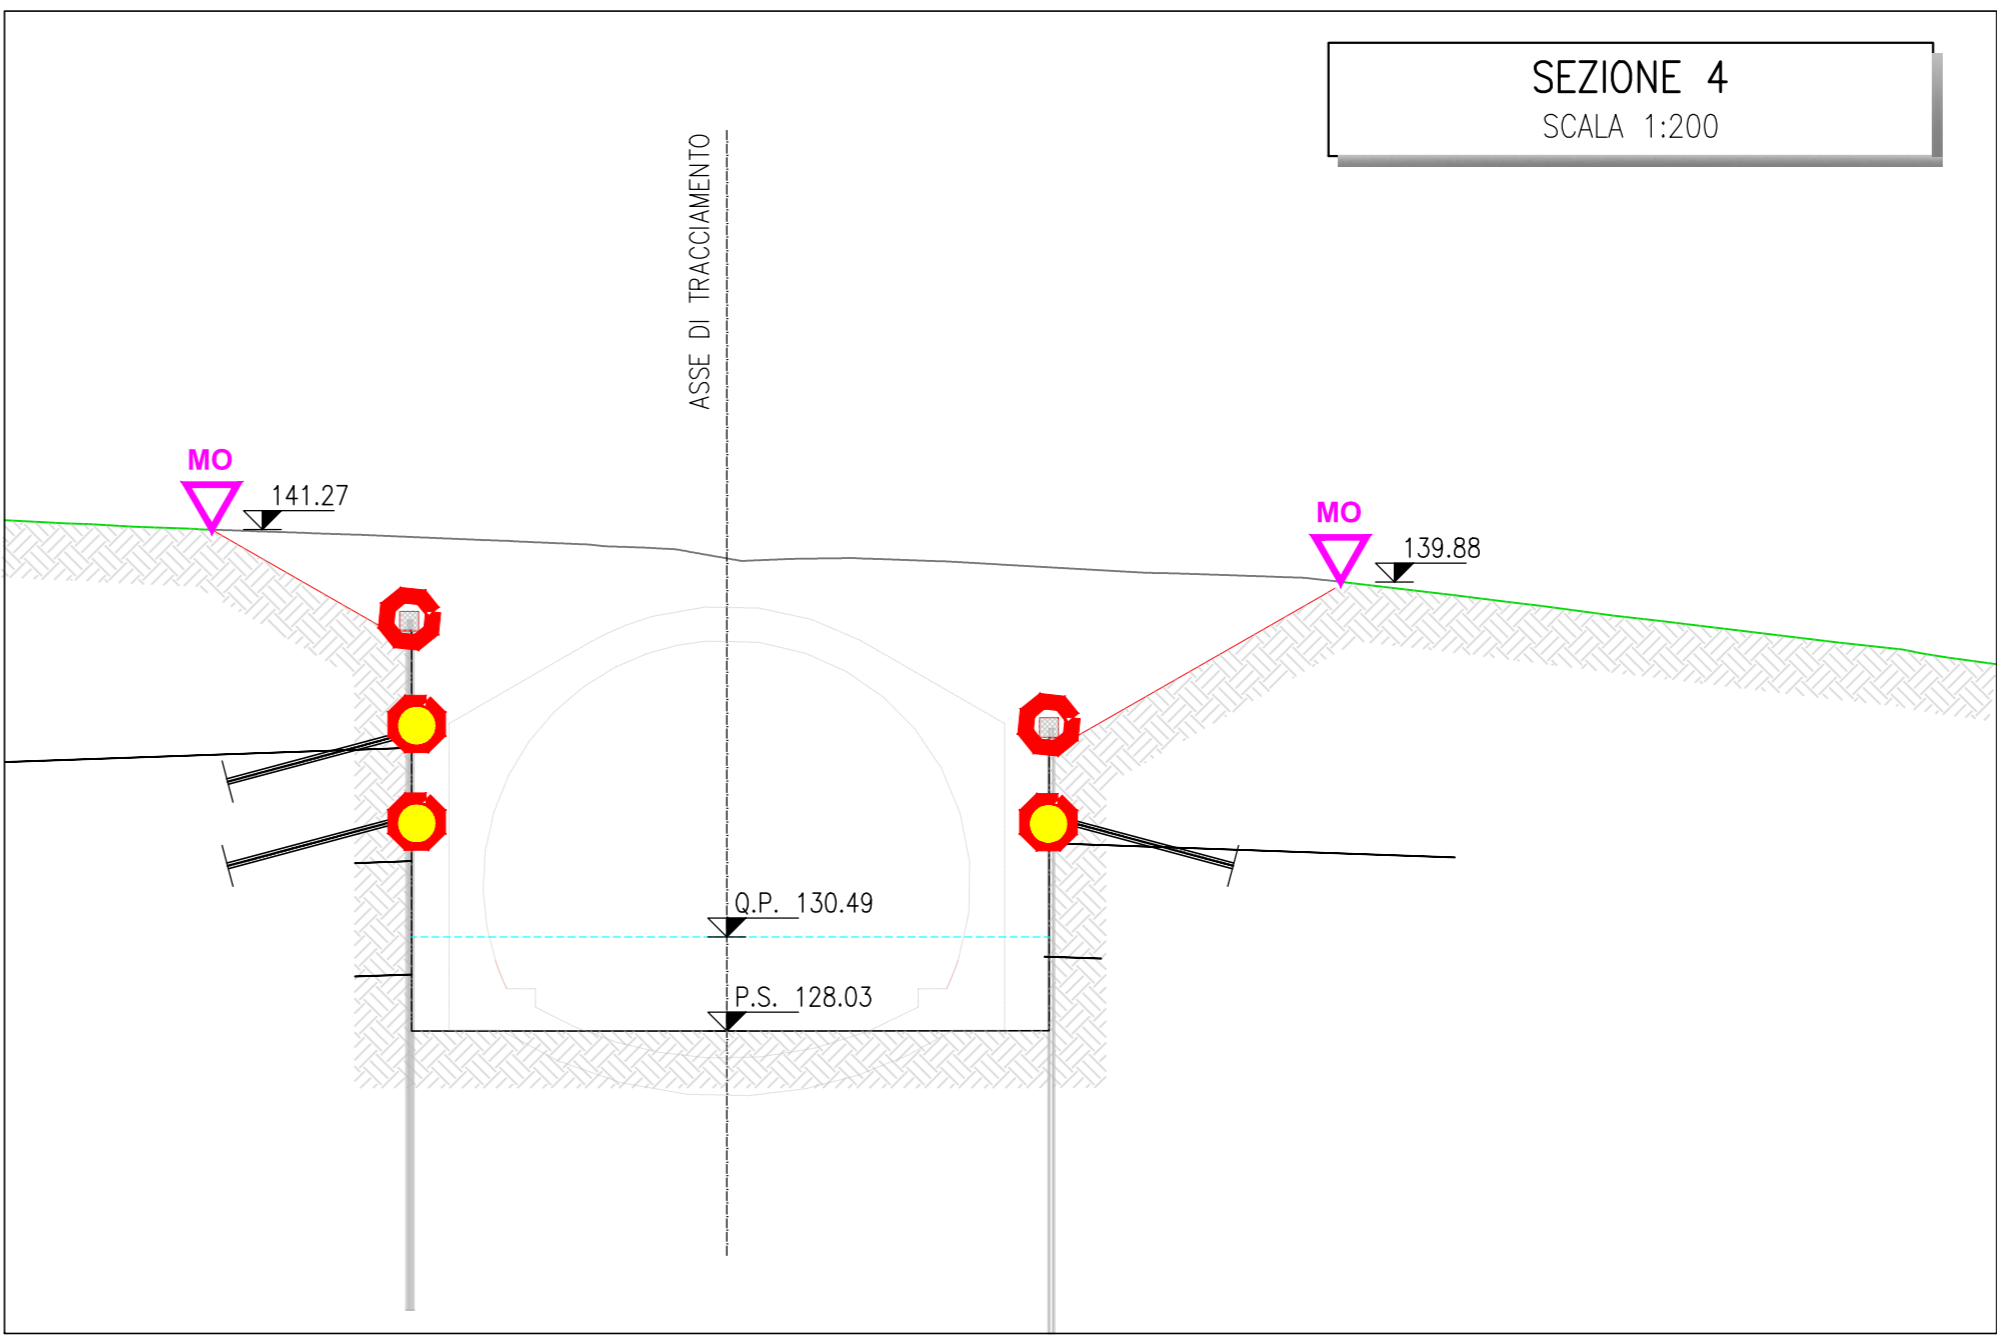 SEZIONE 4
SCALA 1:200
ASSE DI TRACCIAMENTO
MO
141.27
MO
139.88
Q.P. 130.49
P.S. 128.03